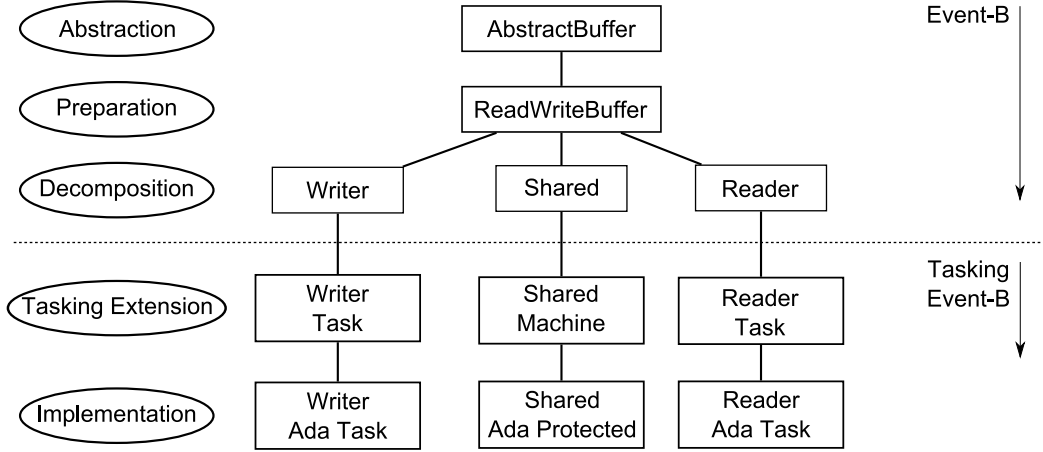 Abstraction
AbstractBuffer
Event-B
Preparation
ReadWriteBuffer
Decomposition
Writer
Shared
Reader
Tasking Extension
Writer
Task
Shared
Machine
Reader
Task
Tasking
Event-B
Implementation
Writer
Ada Task
Shared
Ada Protected
Reader
Ada Task